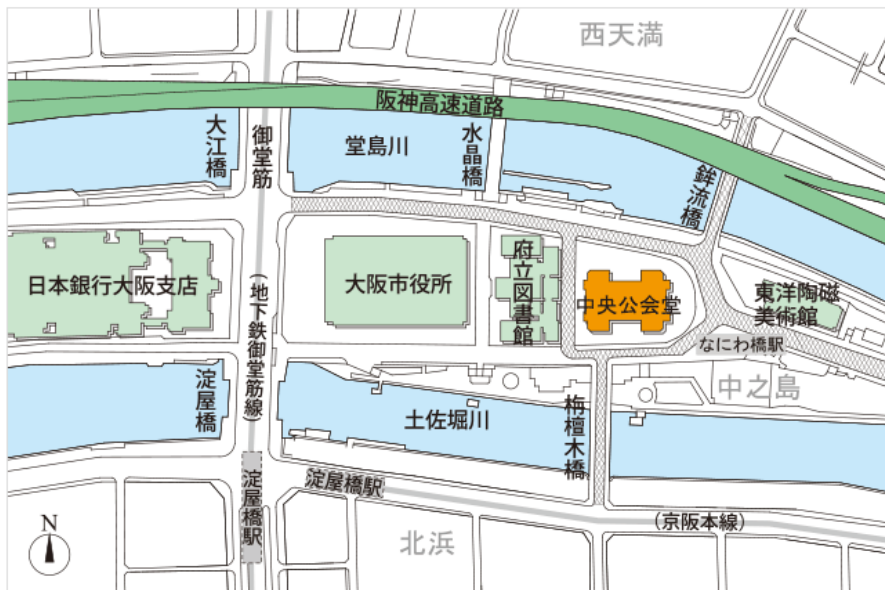 西天満
阪神高速道路
大江橋
御堂筋
堂島川
水晶橋
鉾流橋
日本銀行大阪支店
大阪市役所
府立図書館
中央公会堂
東洋陶磁
美術館
なにわ橋駅
中之島
(地下鉄御堂筋線)
淀屋橋
土佐堀川
栴檀木橋
淀屋橋駅
淀屋橋駅
(京阪本線)
北浜
N